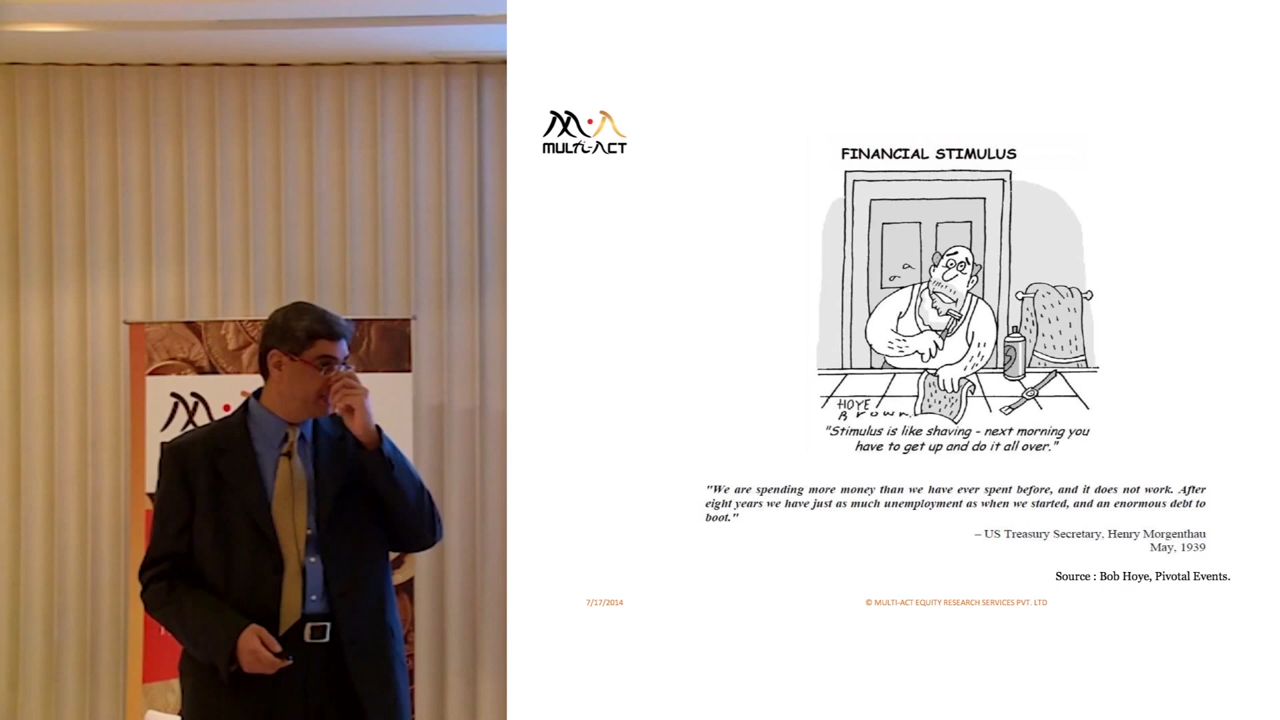 MULTI-ACT
FINANCIAL STIMULUS
HOYE
BROWN
"Stimulus is like shaving - next morning you
have to get up and do it all over."
"We are spending more money than we have ever spent before, and it does not work. After
eight years we have just as much unemployment as when we started, and an enormous debt to
boot."
– US Treasury Secretary, Henry Morgenthau
May, 1939
Source : Bob Hoye, Pivotal Events.
7/17/2014
© MULTI-ACT EQUITY RESEARCH SERVICES PVT. LTD